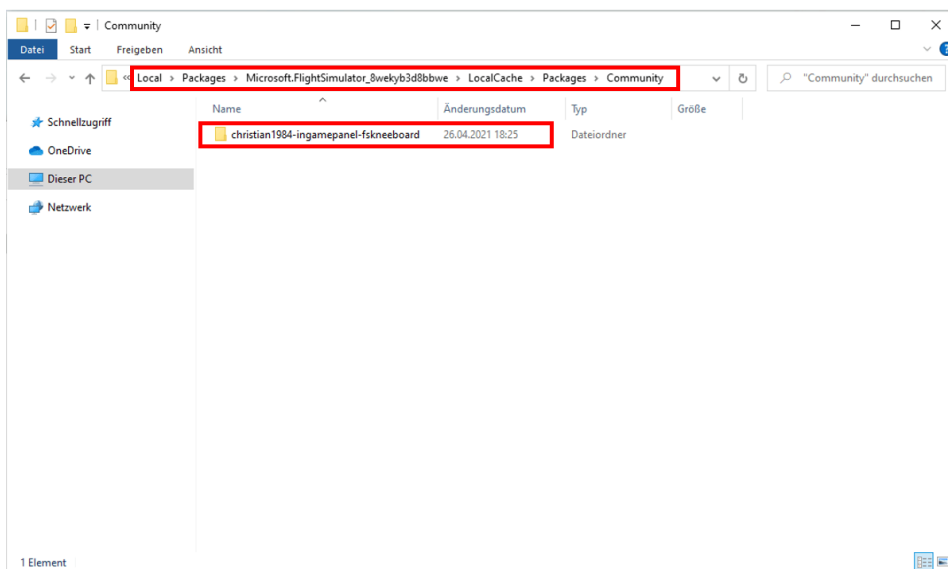 Community
Datei Start Freigeben Ansicht
« Local › Packages › Microsoft.FlightSimulator_8wekyb3d8bbwe › LocalCache › Packages › Community
"Community" durchsuchen
Name Änderungsdatum Typ Größe
Schnellzugriff
christian1984-ingamepanel-fskneeboard 26.04.2021 18:25 Dateiordner
OneDrive
Dieser PC
Netzwerk
1 Element